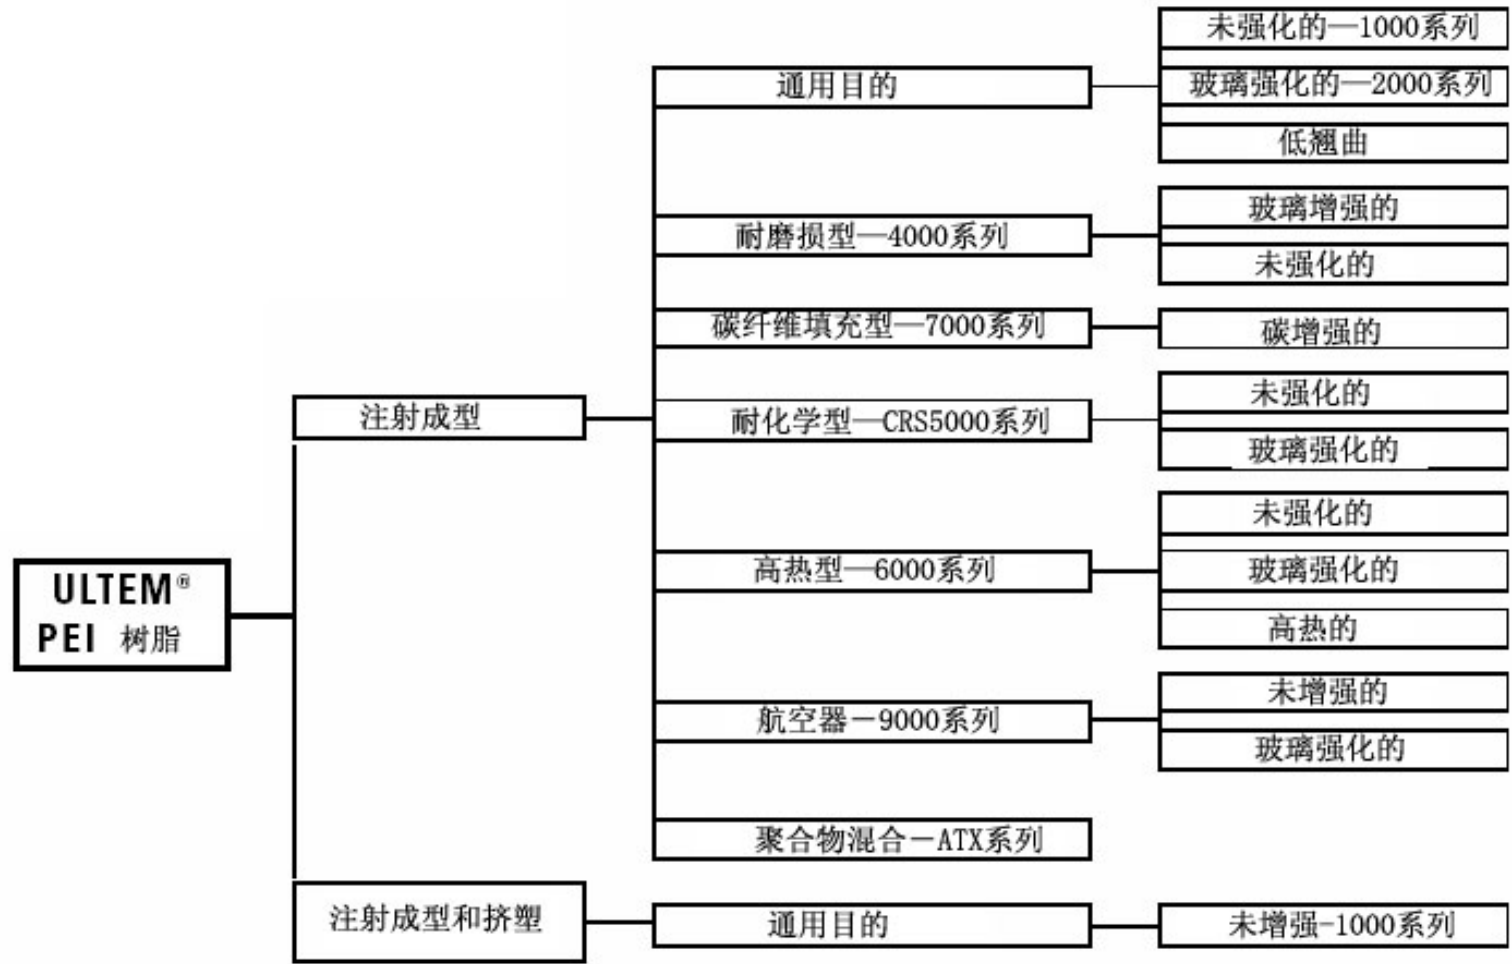 ULTEM®
PEI 树脂
注射成型
通用目的
未强化的—1000系列
玻璃强化的—2000系列
低翘曲
耐磨损型—4000系列
玻璃增强的
未强化的
碳纤维填充型—7000系列
碳增强的
耐化学型—CRS5000系列
未强化的
玻璃强化的
高热型—6000系列
未强化的
玻璃强化的
高热的
航空器－9000系列
未增强的
玻璃强化的
聚合物混合－ATX系列
注射成型和挤塑
通用目的
未增强-1000系列